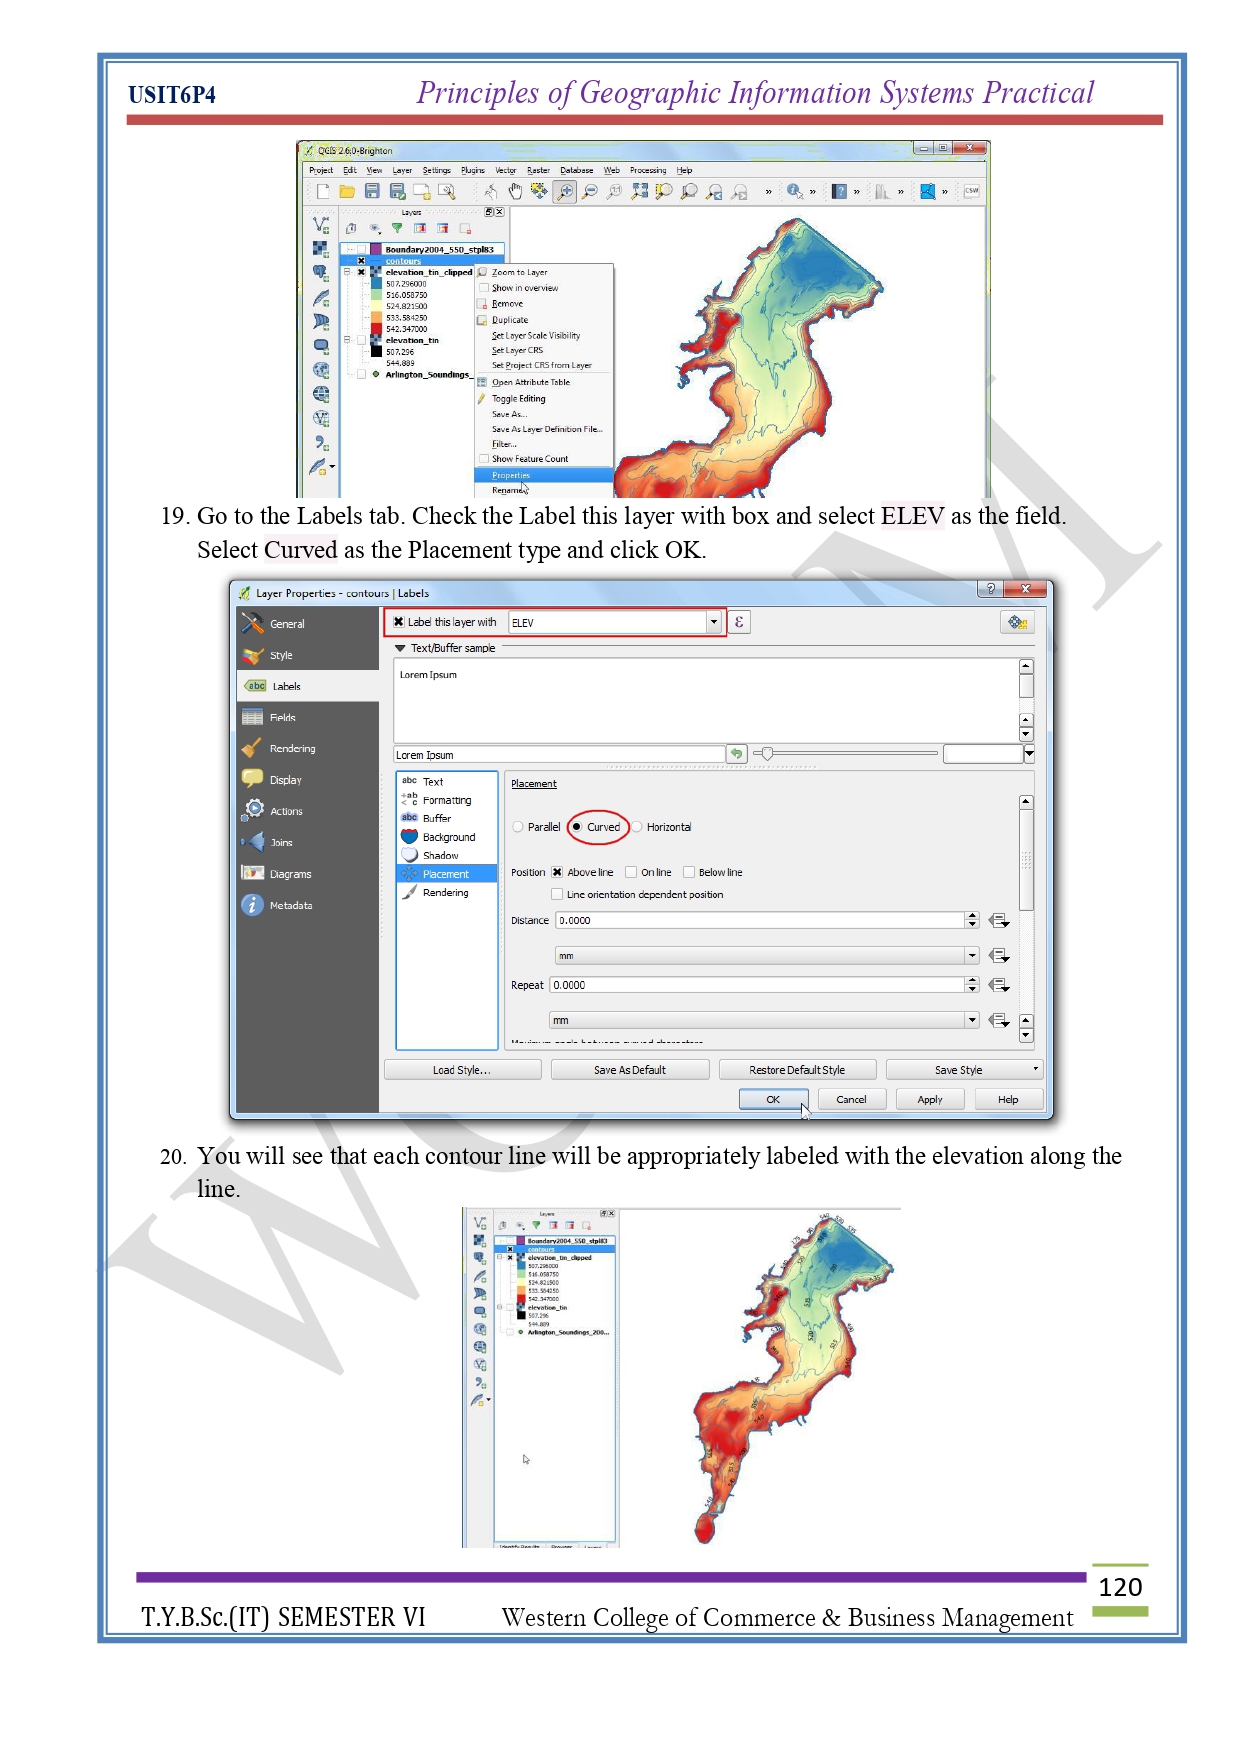 USIT6P4 Principles of Geographic Information Systems Practical
QGIS 2.6.0-Brighton
Project Edit View Layer Settings Plugins Vector Raster Database Web Processing Help
CSW
Layers
Boundary2004_550_stpl83
contours
elevation_tin_clipped
507.296000
516.058750
524.821500
533.584250
542.347000
elevation_tin
507.296
544.889
Arlington_Soundings_
Zoom to Layer
Show in overview
Remove
Duplicate
Set Layer Scale Visibility
Set Layer CRS
Set Project CRS from Layer
Open Attribute Table
Toggle Editing
Save As...
Save As Layer Definition File...
Filter...
Show Feature Count
Properties
Rename
19. Go to the Labels tab. Check the Label this layer with box and select ELEV as the field.
Select Curved as the Placement type and click OK.
Layer Properties - contours | Labels
General
Style
Labels
Fields
Rendering
Display
Actions
Joins
Diagrams
Metadata
Label this layer with ELEV
Text/Buffer sample
Lorem Ipsum
Lorem Ipsum
Text
Formatting
Buffer
Background
Shadow
Placement
Rendering
Placement
Parallel Curved Horizontal
Position Above line On line Below line
Line orientation dependent position
Distance 0.0000
mm
Repeat 0.0000
mm
Maximum angle between curved characters
Load Style... Save As Default Restore Default Style Save Style
OK Cancel Apply Help
20. You will see that each contour line will be appropriately labeled with the elevation along the
line.
Layers
Boundary2004_550_stpl83
contours
elevation_tin_clipped
507.296000
516.058750
524.821500
533.584250
542.347000
elevation_tin
507.296
544.889
Arlington_Soundings_200...
Identify Results Browser Layers
120
T.Y.B.Sc.(IT) SEMESTER VI Western College of Commerce & Business Management